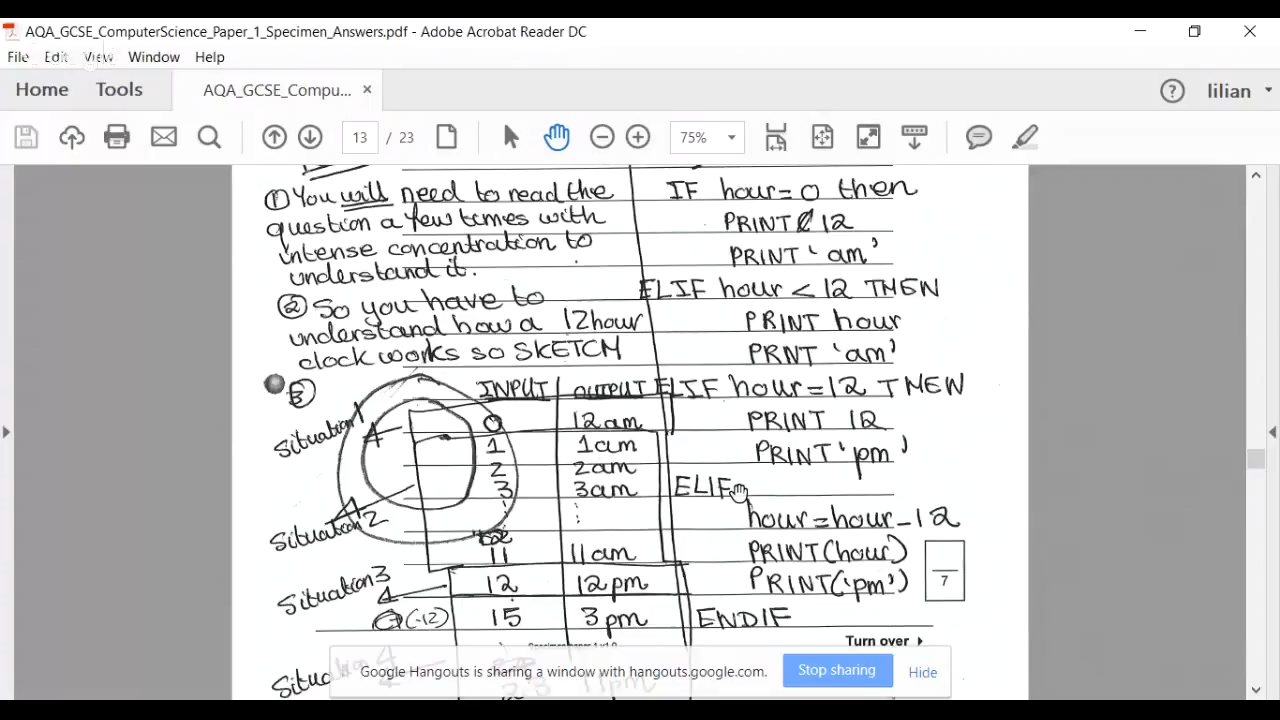 AQA_GCSE_ComputerScience_Paper_1_Specimen_Answers.pdf - Adobe Acrobat Reader DC
File Edit View Window Help
Home Tools AQA_GCSE_Compu... × ? lilian
13 / 23 75%
① You will need to read the
question a few times with
intense concentration to
understand it.
② So you have to
understand how a 12hour
clock works so SKETCH
③
INPUT OUTPUT
Situation 1 0 12am
1 1am
2 2am
3 3am
Situation 2
11 11am
Situation 3 12 12pm
(-12) 15 3pm
Situation 4
11pm
IF hour = 0 then
PRINT 12
PRINT ' am'
ELIF hour < 12 THEN
PRINT hour
PRNT 'am'
ELIF hour = 12 THEN
PRINT 12
PRINT 'pm'
ELIF
hour = hour - 12
PRINT(hour)
PRINT('pm')
ENDIF
7
Turn over
Google Hangouts is sharing a window with hangouts.google.com. Stop sharing Hide